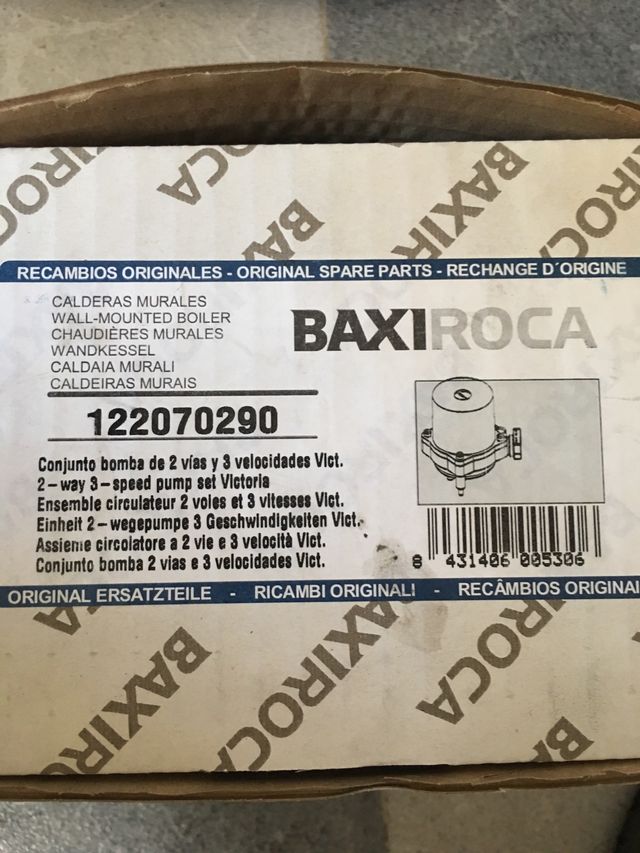 BAXIROCA
RECAMBIOS ORIGINALES - ORIGINAL SPARE PARTS - RECHANGE D´ORIGINE
CALDERAS MURALES
WALL-MOUNTED BOILER
CHAUDIÈRES MURALES
WANDKESSEL
CALDAIA MURALI
CALDEIRAS MURAIS
BAXIROCA
122070290
Conjunto bomba de 2 vías y 3 velocidades Vict.
2-way 3-speed pump set Victoria
Ensemble circulateur 2 voies et 3 vitesses Vict.
Einheit 2-wegepumpe 3 Geschwindigkeiten Vict.
Assieme circolatore a 2 vie e 3 velocità Vict.
Conjunto bomba 2 vias e 3 velocidades Vict.
8 431406 005306
ORIGINAL ERSATZTEILE - RICAMBI ORIGINALI - RECÂMBIOS ORIGINAI
BAXIROCA
BAXIROCA